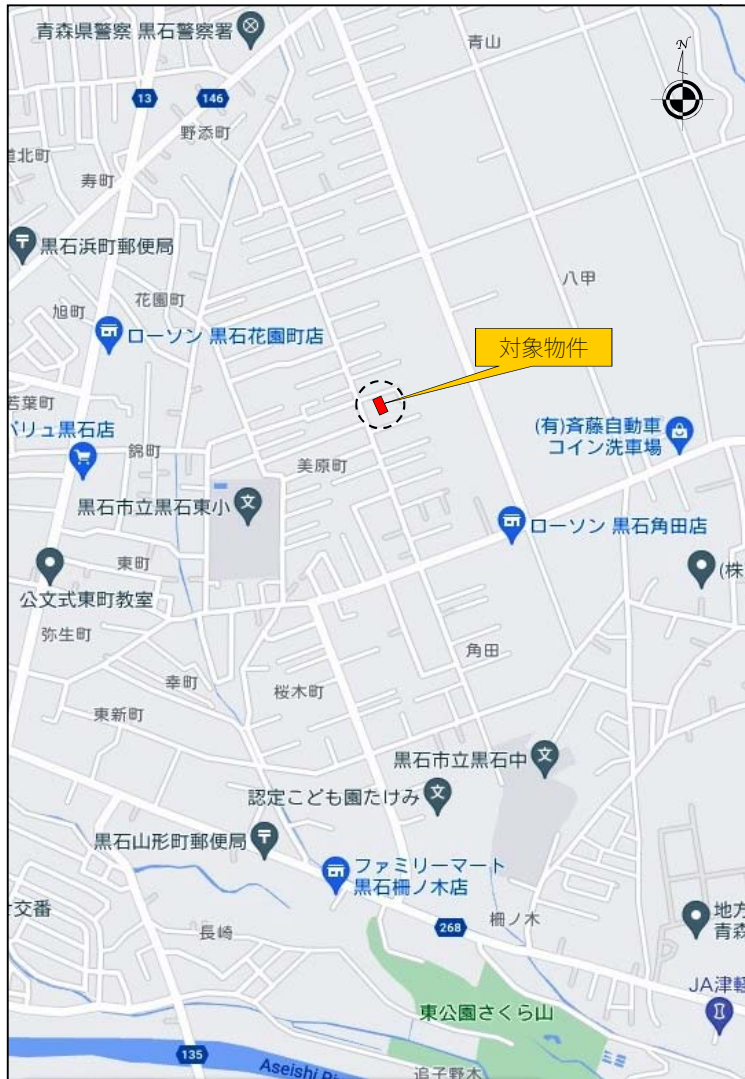 青森県警察 黒石警察署
青山
N
13
146
野添町
道北町
寿町
黒石浜町郵便局
八甲
花園町
旭町
ローソン 黒石花園町店
対象物件
若葉町
バリュ黒石店
(有)斉藤自動車
コイン洗車場
錦町
美原町
黒石市立黒石東小
ローソン 黒石角田店
東町
(株
公文式東町教室
弥生町
角田
幸町
桜木町
東新町
黒石市立黒石中
認定こども園たけみ
黒石山形町郵便局
ファミリーマート
黒石柵ノ木店
交番
長崎
268
柵ノ木
地方
青森
JA津軽
東公園さくら山
135
Aseishi Ri
追子野木